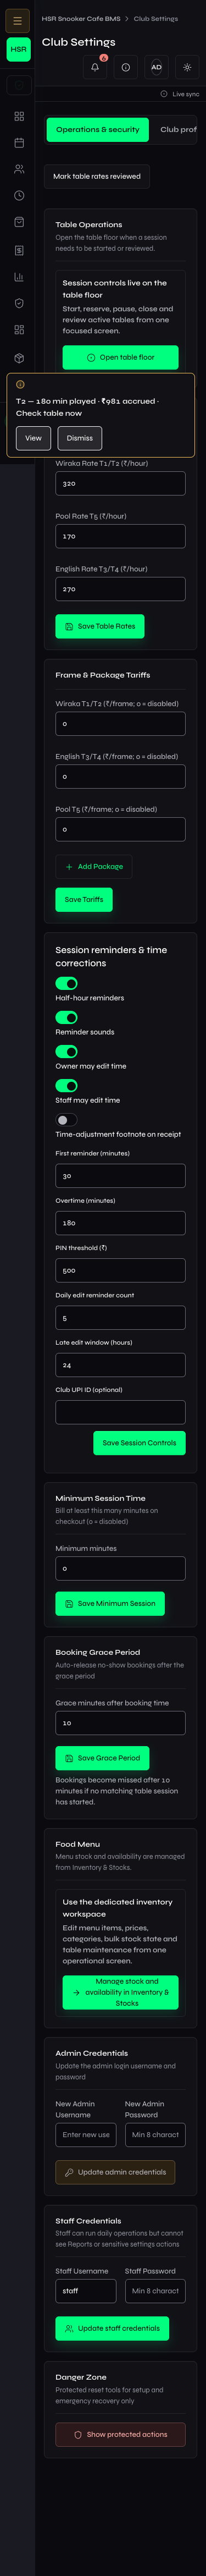 HSR Snooker Cafe BMS > Club Settings
HSR
Club Settings
6
AD
Live sync
Operations & security
Club prof
Mark table rates reviewed
Table Operations
Open the table floor when a session
needs to be started or reviewed.
Session controls live on the
table floor
Start, reserve, pause, close and
review active tables from one
focused screen.
Open table floor
T2 — 180 min played · ₹981 accrued ·
Check table now
View
Dismiss
Wiraka Rate T1/T2 (₹/hour)
320
Pool Rate T5 (₹/hour)
170
English Rate T3/T4 (₹/hour)
270
Save Table Rates
Frame & Package Tariffs
Wiraka T1/T2 (₹/frame; 0 = disabled)
0
English T3/T4 (₹/frame; 0 = disabled)
0
Pool T5 (₹/frame; 0 = disabled)
0
+ Add Package
Save Tariffs
Session reminders & time
corrections
Half-hour reminders
Reminder sounds
Owner may edit time
Staff may edit time
Time-adjustment footnote on receipt
First reminder (minutes)
30
Overtime (minutes)
180
PIN threshold (₹)
500
Daily edit reminder count
5
Late edit window (hours)
24
Club UPI ID (optional)
Save Session Controls
Minimum Session Time
Bill at least this many minutes on
checkout (0 = disabled)
Minimum minutes
0
Save Minimum Session
Booking Grace Period
Auto-release no-show bookings after the
grace period
Grace minutes after booking time
10
Save Grace Period
Bookings become missed after 10
minutes if no matching table session
has started.
Food Menu
Menu stock and availability are managed
from Inventory & Stocks.
Use the dedicated inventory
workspace
Edit menu items, prices,
categories, bulk stock state and
table maintenance from one
operational screen.
Manage stock and
availability in Inventory &
Stocks
Admin Credentials
Update the admin login username and
password
New Admin
Username
New Admin
Password
Enter new use
Min 8 charact
Update admin credentials
Staff Credentials
Staff can run daily operations but cannot
see Reports or sensitive settings actions
Staff Username
Staff Password
staff
Min 8 charact
Update staff credentials
Danger Zone
Protected reset tools for setup and
emergency recovery only
Show protected actions